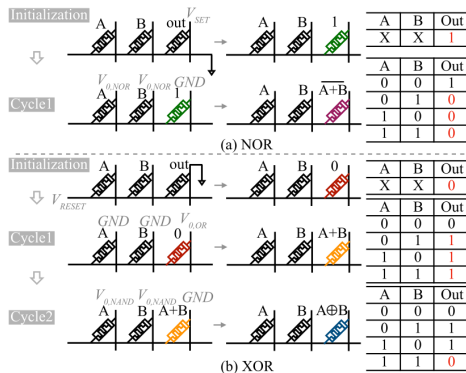 Initialization
A B out V_SET
A B 1
A B Out
X X 1
Cycle1
V_0,NOR V_0,NOR GND
A B 1
A B A+B
A B Out
0 0 1
0 1 0
1 0 0
1 1 0
(a) NOR
Initialization
V_RESET
A B out
A B 0
A B Out
X X 0
Cycle1
GND GND V_0,OR
A B 0
A B A+B
A B Out
0 0 0
0 1 1
1 0 1
1 1 1
Cycle2
V_0,NAND V_0,NAND GND
A B A+B
A B A⊕B
A B Out
0 0 0
0 1 1
1 0 1
1 1 0
(b) XOR